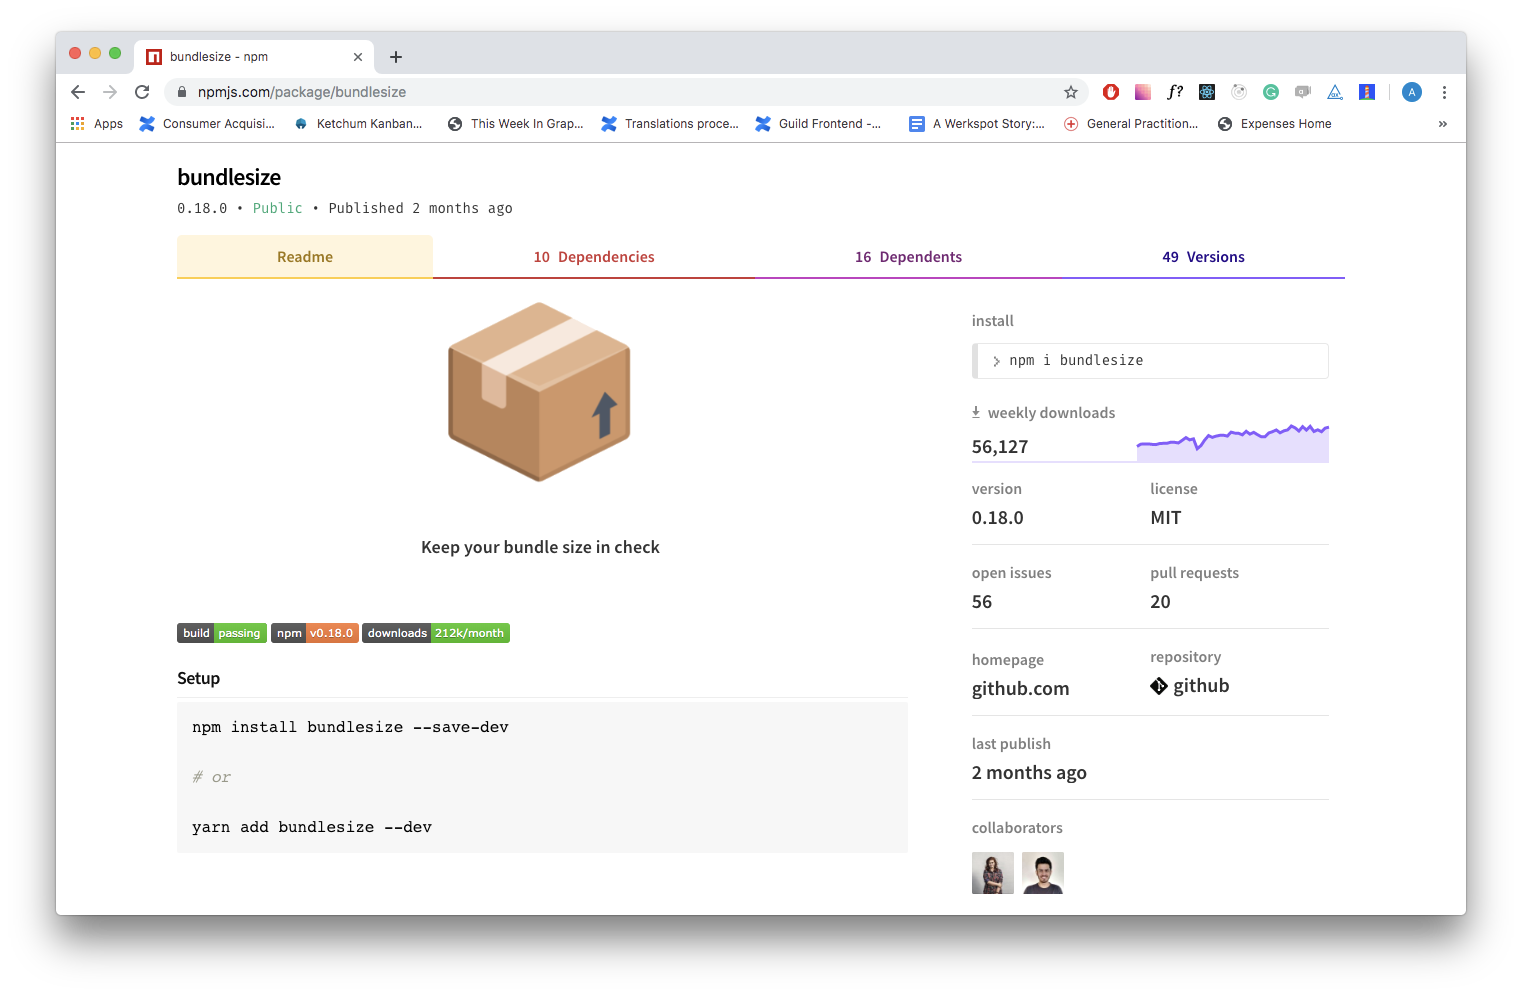 bundlesize - npm
npmjs.com/package/bundlesize
f?
A
Apps
Consumer Acquisi...
Ketchum Kanban...
This Week In Grap...
Translations proce...
Guild Frontend -...
A Werkspot Story:...
General Practition...
Expenses Home
»
bundlesize
0.18.0 • Public • Published 2 months ago
Readme
10 Dependencies
16 Dependents
49 Versions
Keep your bundle size in check
build passing npm v0.18.0 downloads 212k/month
Setup
npm install bundlesize --save-dev
# or
yarn add bundlesize --dev
install
npm i bundlesize
weekly downloads
56,127
version
0.18.0
license
MIT
open issues
56
pull requests
20
homepage
github.com
repository
github
last publish
2 months ago
collaborators